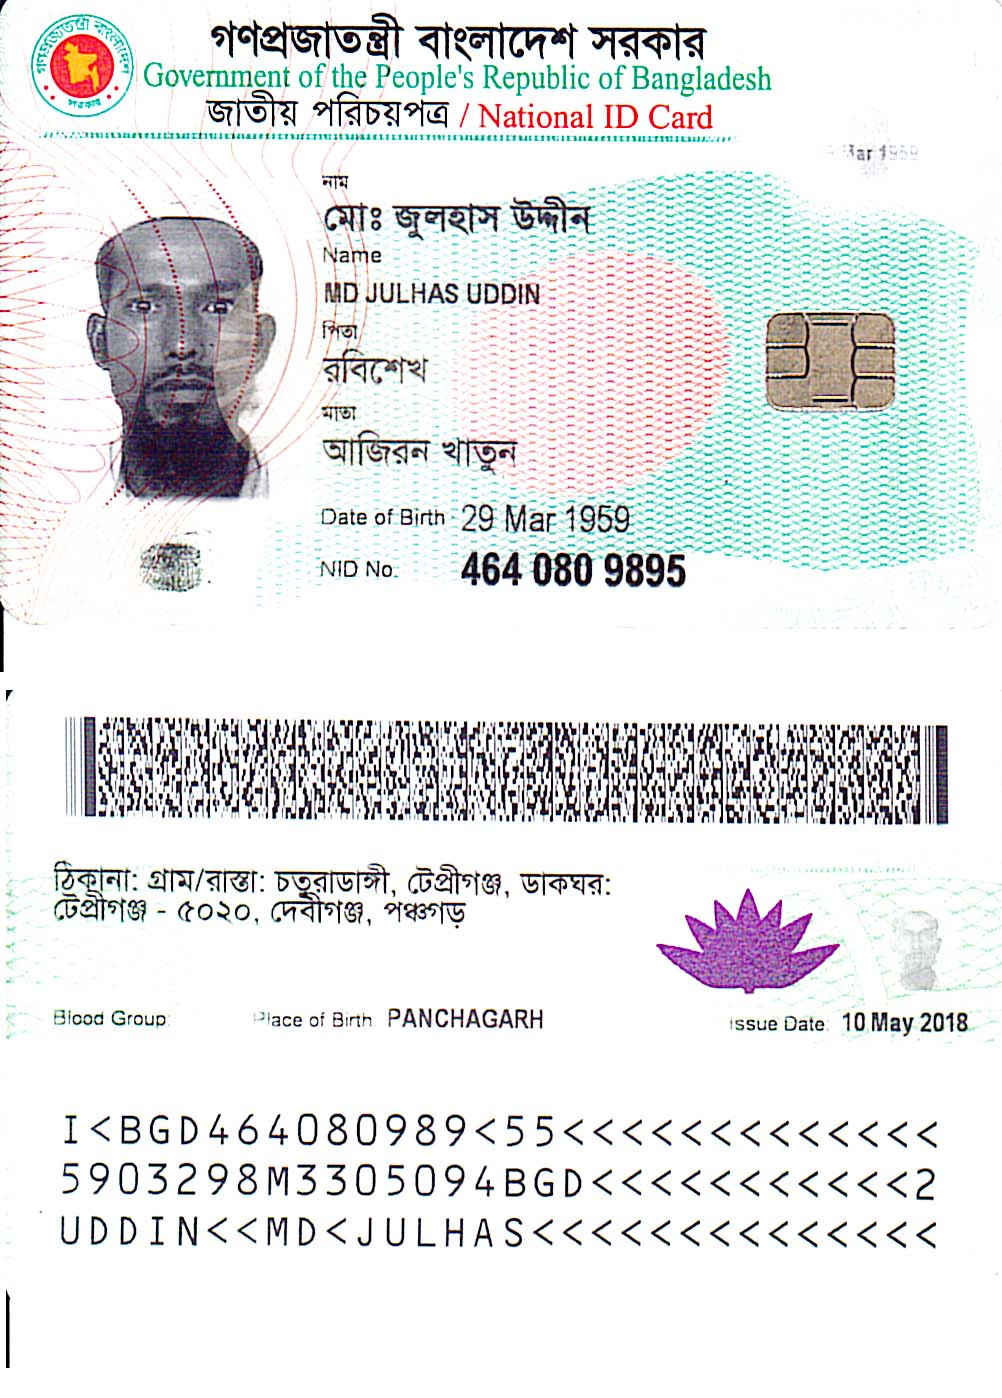 গণপ্রজাতন্ত্রী বাংলাদেশ সরকার
Government of the People's Republic of Bangladesh
জাতীয় পরিচয়পত্র / National ID Card
Mar 1959
নাম
মোঃ জুলহাস উদ্দীন
Name
MD JULHAS UDDIN
পিতা
রবিশেখ
মাতা
আজিরন খাতুন
Date of Birth 29 Mar 1959
NID No. 464 080 9895
ঠিকানা: গ্রাম/রাস্তা: চতুরাডাঙ্গী, টেপ্রীগঞ্জ, ডাকঘর:
টেপ্রীগঞ্জ - ৫০২০, দেবীগঞ্জ, পঞ্চগড়
Blood Group: Place of Birth: PANCHAGARH Issue Date: 10 May 2018
I<BGD464080989<55<<<<<<<<<<<<<
5903298M3305094BGD<<<<<<<<<<<2
UDDIN<<MD<JULHAS<<<<<<<<<<<<<<